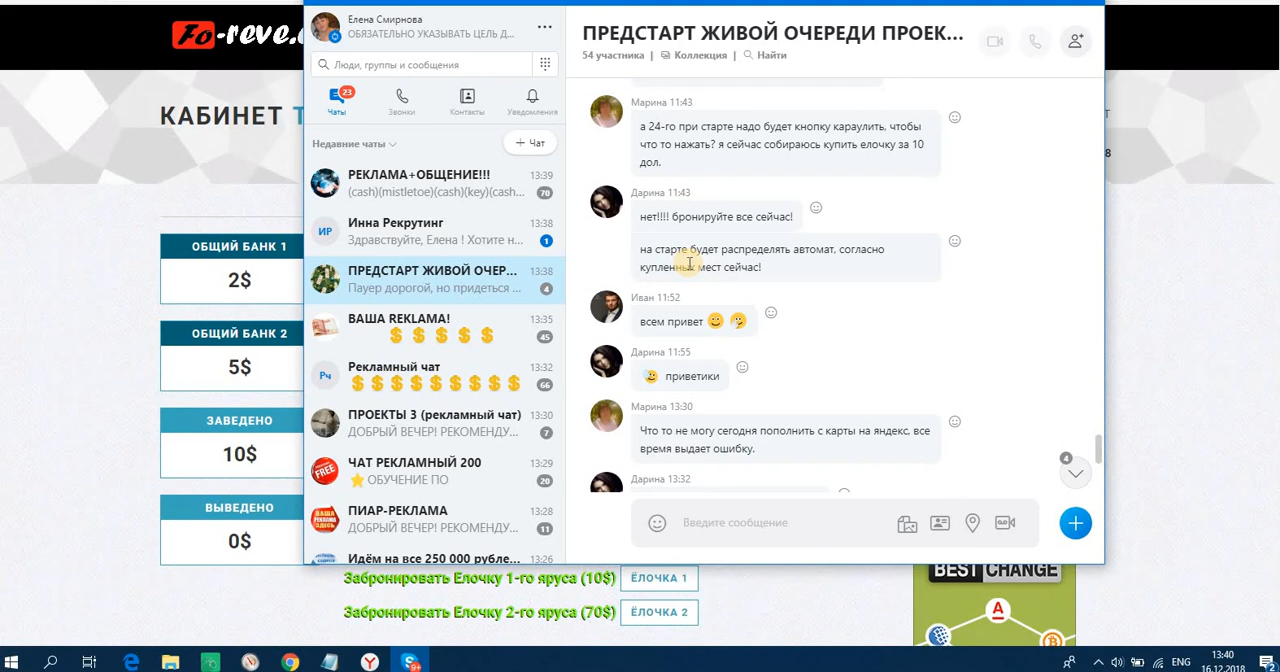 Fo-reve.
КАБИНЕТ
ОБЩИЙ БАНК 1
2$
ОБЩИЙ БАНК 2
5$
ЗАВЕДЕНО
10$
ВЫВЕДЕНО
0$
Елена Смирнова
ОБЯЗАТЕЛЬНО УКАЗЫВАТЬ ЦЕЛЬ Д...
Люди, группы и сообщения
23
Чаты
Звонки
Контакты
Уведомления
Недавние чаты
+ Чат
РЕКЛАМА+ОБЩЕНИЕ!!!
13:39
(cash)(mistletoe)(cash)(key)(cash...
70
ИР
Инна Рекрутинг
13:38
Здравствуйте, Елена ! Хотите н...
1
ПРЕДСТАРТ ЖИВОЙ ОЧЕР...
13:38
Пауер дорогой, но придеться ...
4
ВАША REKLAMA!
13:35
$ $ $ $ $
45
Рч
Рекламный чат
13:32
$ $ $ $ $ $ $ $ $
66
ПРОЕКТЫ 3 (рекламный чат)
13:30
ДОБРЫЙ ВЕЧЕР! РЕКОМЕНДУ...
7
FREE
ЧАТ РЕКЛАМНЫЙ 200
13:29
ОБУЧЕНИЕ ПО
20
ВАША РЕКЛАМА ЗДЕСЬ
ПИАР-РЕКЛАМА
13:28
ДОБРЫЙ ВЕЧЕР! РЕКОМЕНДУ...
11
Идём на все 250 000 рубле...
13:26
ПРЕДСТАРТ ЖИВОЙ ОЧЕРЕДИ ПРОЕК...
54 участника | Коллекция | Найти
Марина 11:43
а 24-го при старте надо будет кнопку караулить, чтобы
что то нажать? я сейчас собираюсь купить елочку за 10
дол.
Дарина 11:43
нет!!!! бронируйте все сейчас!
на старте будет распределять автомат, согласно
купленных мест сейчас!
Иван 11:52
всем привет
Дарина 11:55
приветики
Марина 13:30
Что то не могу сегодня пополнить с карты на яндекс, все
время выдает ошибку.
Дарина 13:32
4
Введите сообщение
8
Забронировать Елочку 1-го яруса (10$)
ЁЛОЧКА 1
Забронировать Елочку 2-го яруса (70$)
ЁЛОЧКА 2
BEST CHANGE
A
ENG
13:40
16.12.2018